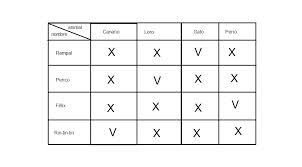 animal
nombre
Canario Loro Gato Perro
Rampal X X V X
Perico X V X X
Félix X X X V
Rin-tin-tin V X X X